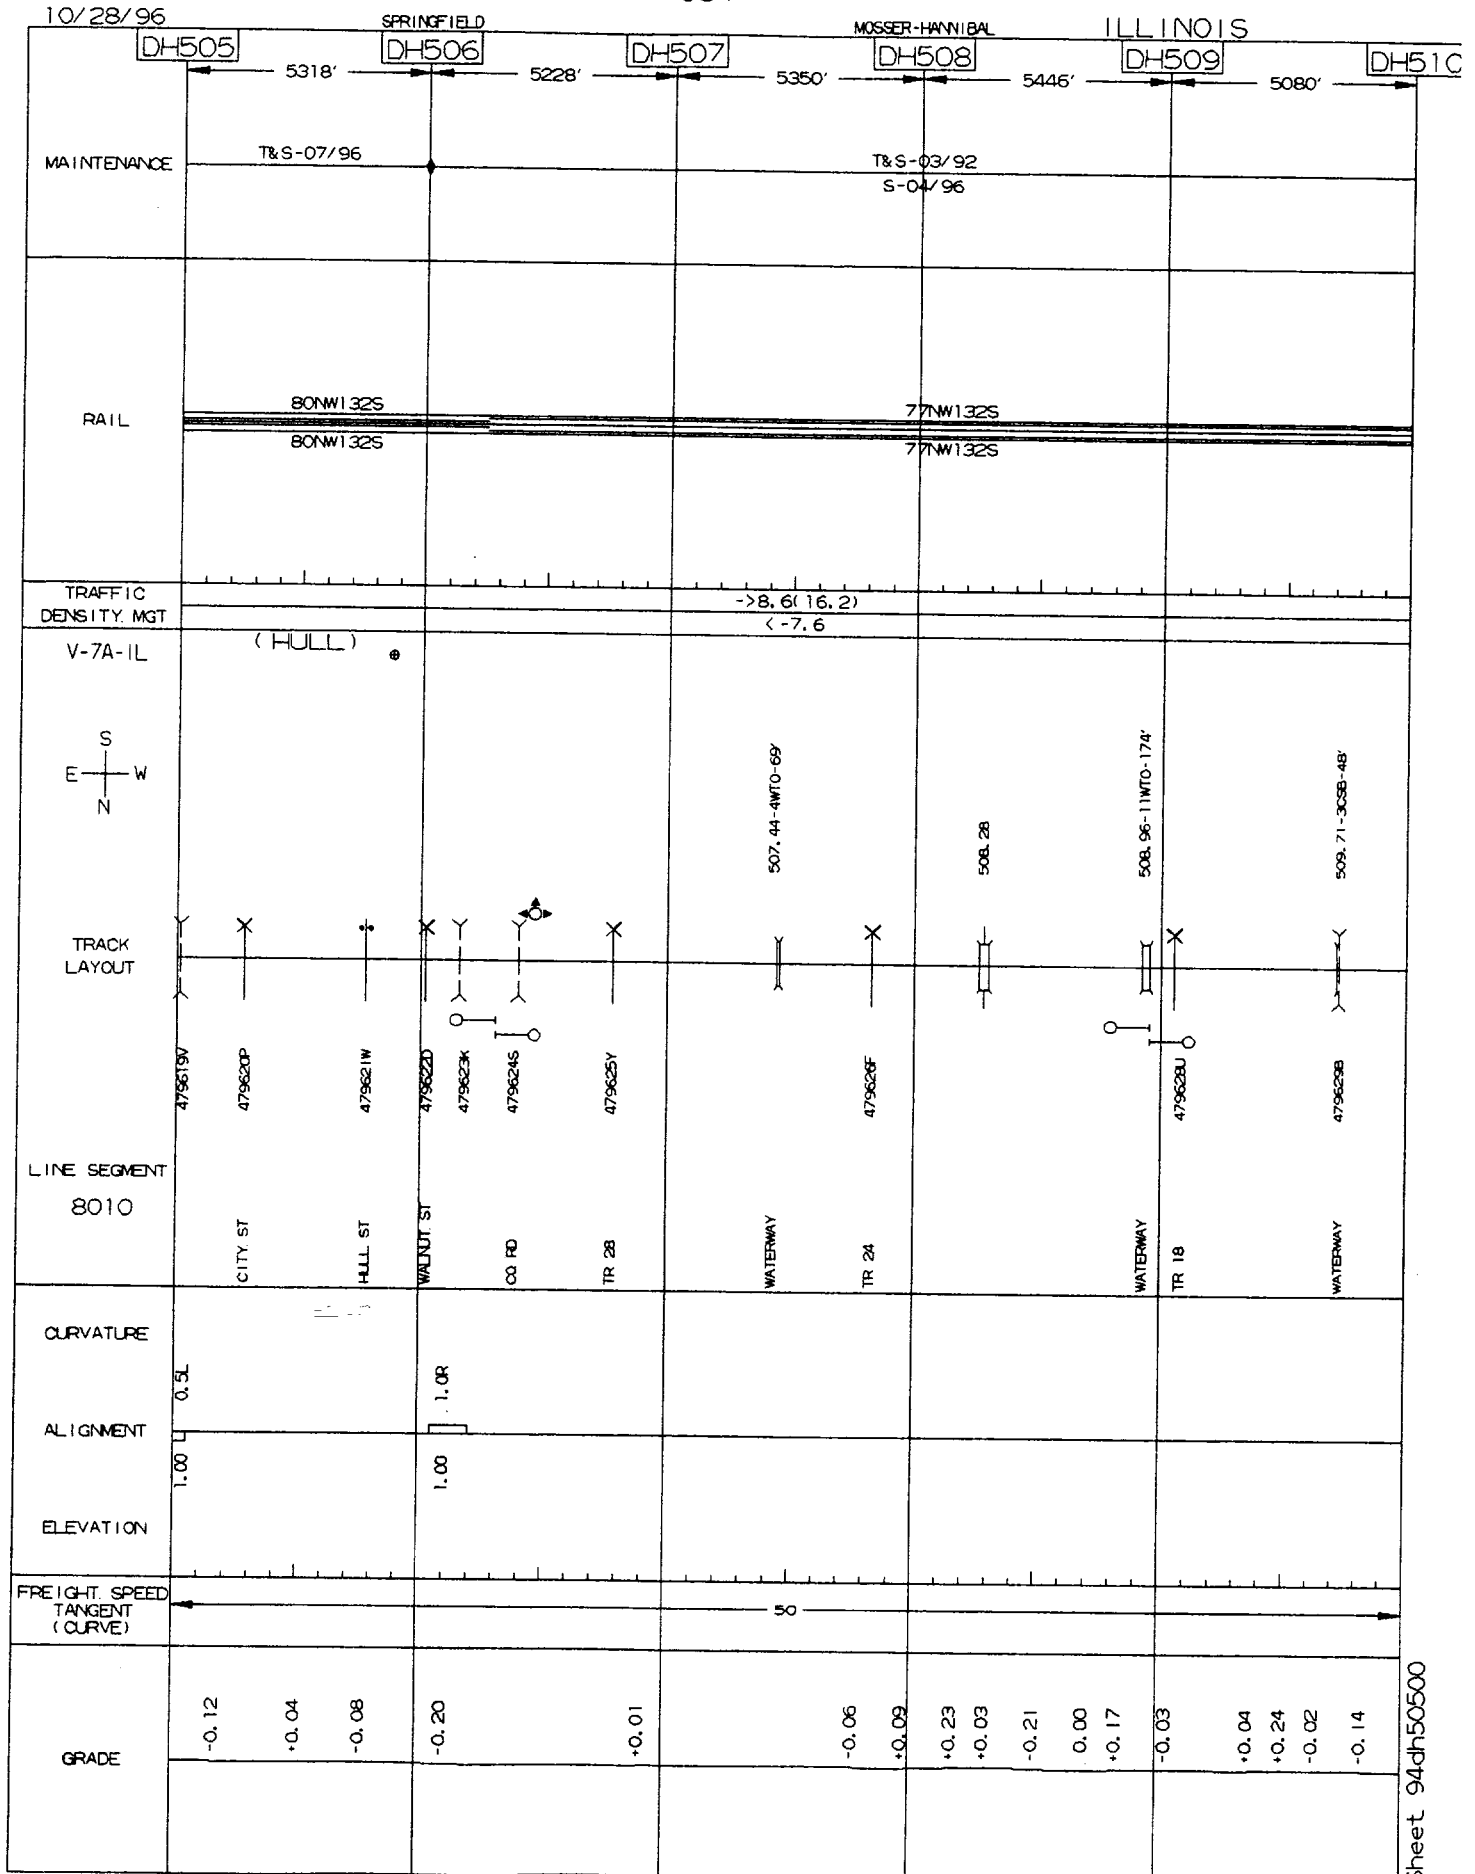 10/28/96
SPRINGFIELD
MOSSER-HANNIBAL
ILLINOIS
DH505
DH506
DH507
DH508
DH509
DH510
5318'
5228'
5350'
5446'
5080'
MAINTENANCE
T&S-07/96
T&S-03/92
S-04/96
RAIL
80NW132S
77NW132S
80NW132S
77NW132S
TRAFFIC
DENSITY. MGT
->8.6(16.2)
<-7.6
V-7A-IL
(HULL)
S
E W
N
507.44-4WTO-69'
508.28
508.96-11WTO-174'
509.71-3CSB-48'
TRACK
LAYOUT
479619V
479620P
479621W
479622D
479623K
479624S
479625Y
479626F
479628U
479629B
LINE SEGMENT
8010
CITY. ST
HULL ST
WALNUT. ST
CO. RD
TR 28
WATERWAY
TR 24
WATERWAY
TR 18
WATERWAY
CURVATURE
0.5L
1.0R
ALIGNMENT
1.00
1.00
ELEVATION
FREIGHT. SPEED
TANGENT
(CURVE)
50
GRADE
-0.12
+0.04
-0.08
-0.20
+0.01
-0.06
+0.09
+0.23
+0.03
-0.21
0.00
+0.17
-0.03
+0.04
+0.24
-0.02
-0.14
Sheet 94dh50500